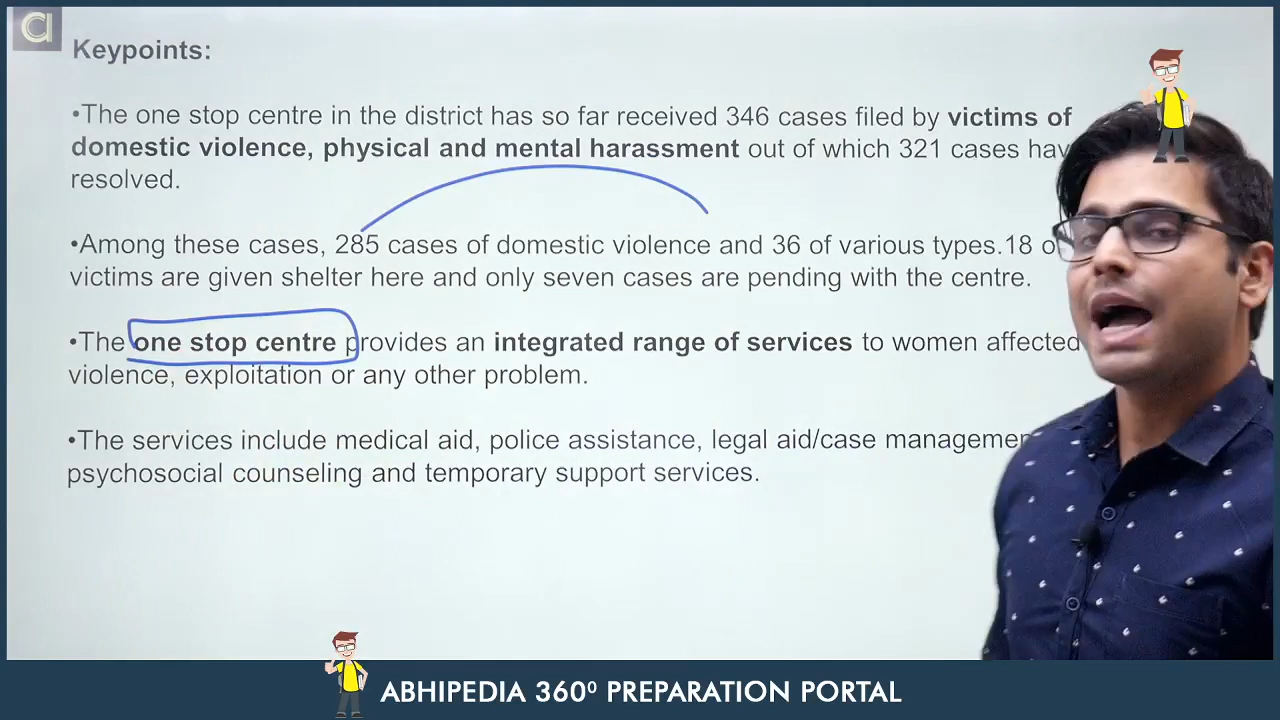 Keypoints:
•The one stop centre in the district has so far received 346 cases filed by victims of
domestic violence, physical and mental harassment out of which 321 cases hav
resolved.
•Among these cases, 285 cases of domestic violence and 36 of various types.18 o
victims are given shelter here and only seven cases are pending with the centre.
•The one stop centre provides an integrated range of services to women affected
violence, exploitation or any other problem.
•The services include medical aid, police assistance, legal aid/case managemen
psychosocial counseling and temporary support services.
ABHIPEDIA 360⁰ PREPARATION PORTAL